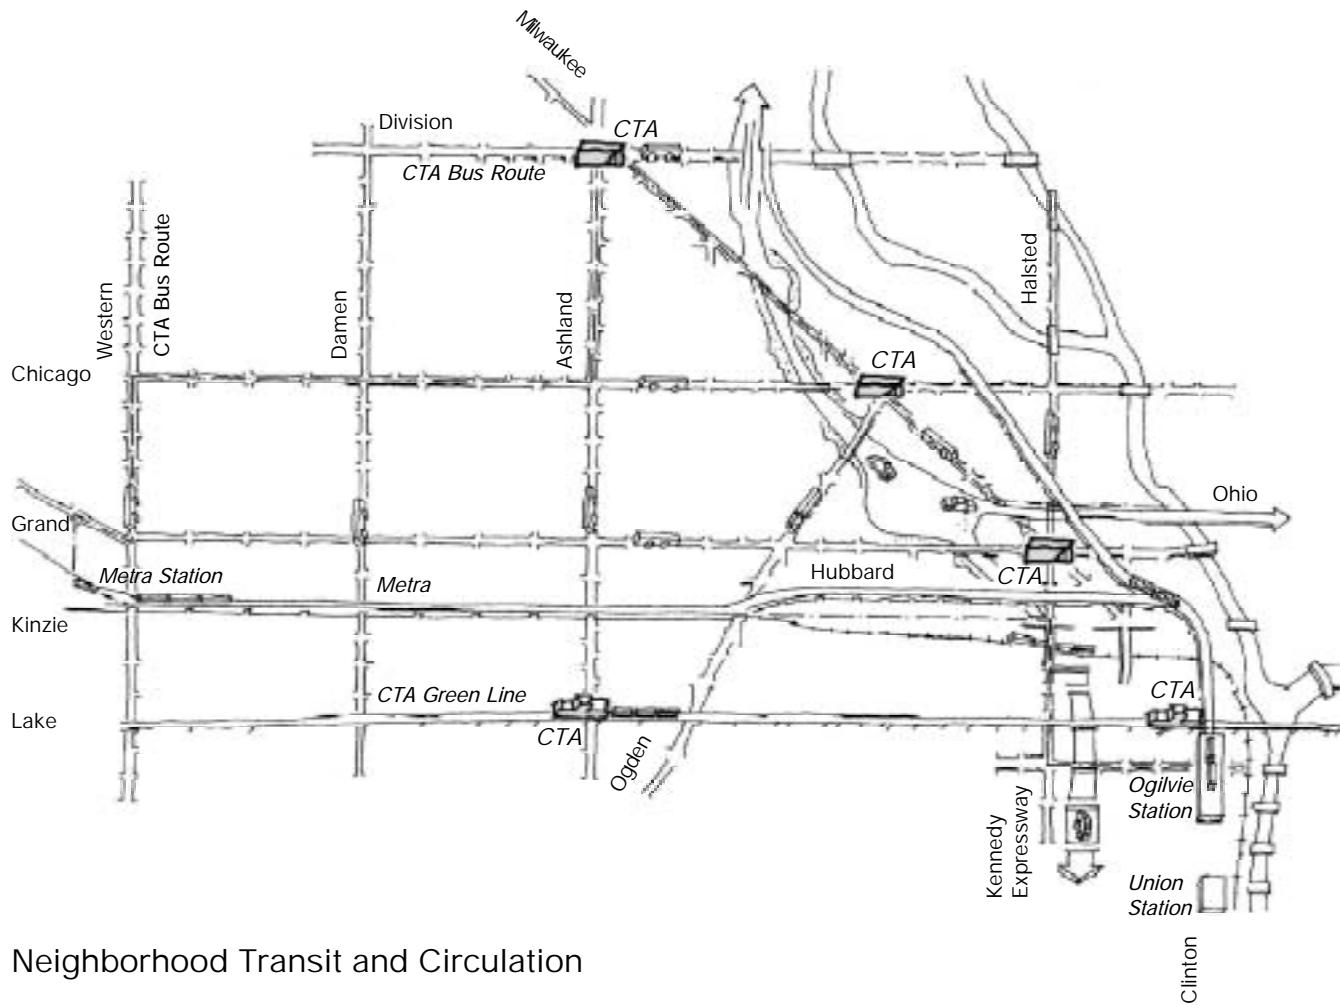 Milwaukee
Division
CTA
CTA Bus Route
Western
CTA Bus Route
Damen
Ashland
Halsted
Chicago
CTA
Grand
Ohio
Metra Station
Metra
Hubbard
CTA
Kinzie
CTA Green Line
CTA
Lake
CTA
Ogden
Kennedy
Expressway
Ogilvie
Station
Union
Station
Clinton
Neighborhood Transit and Circulation